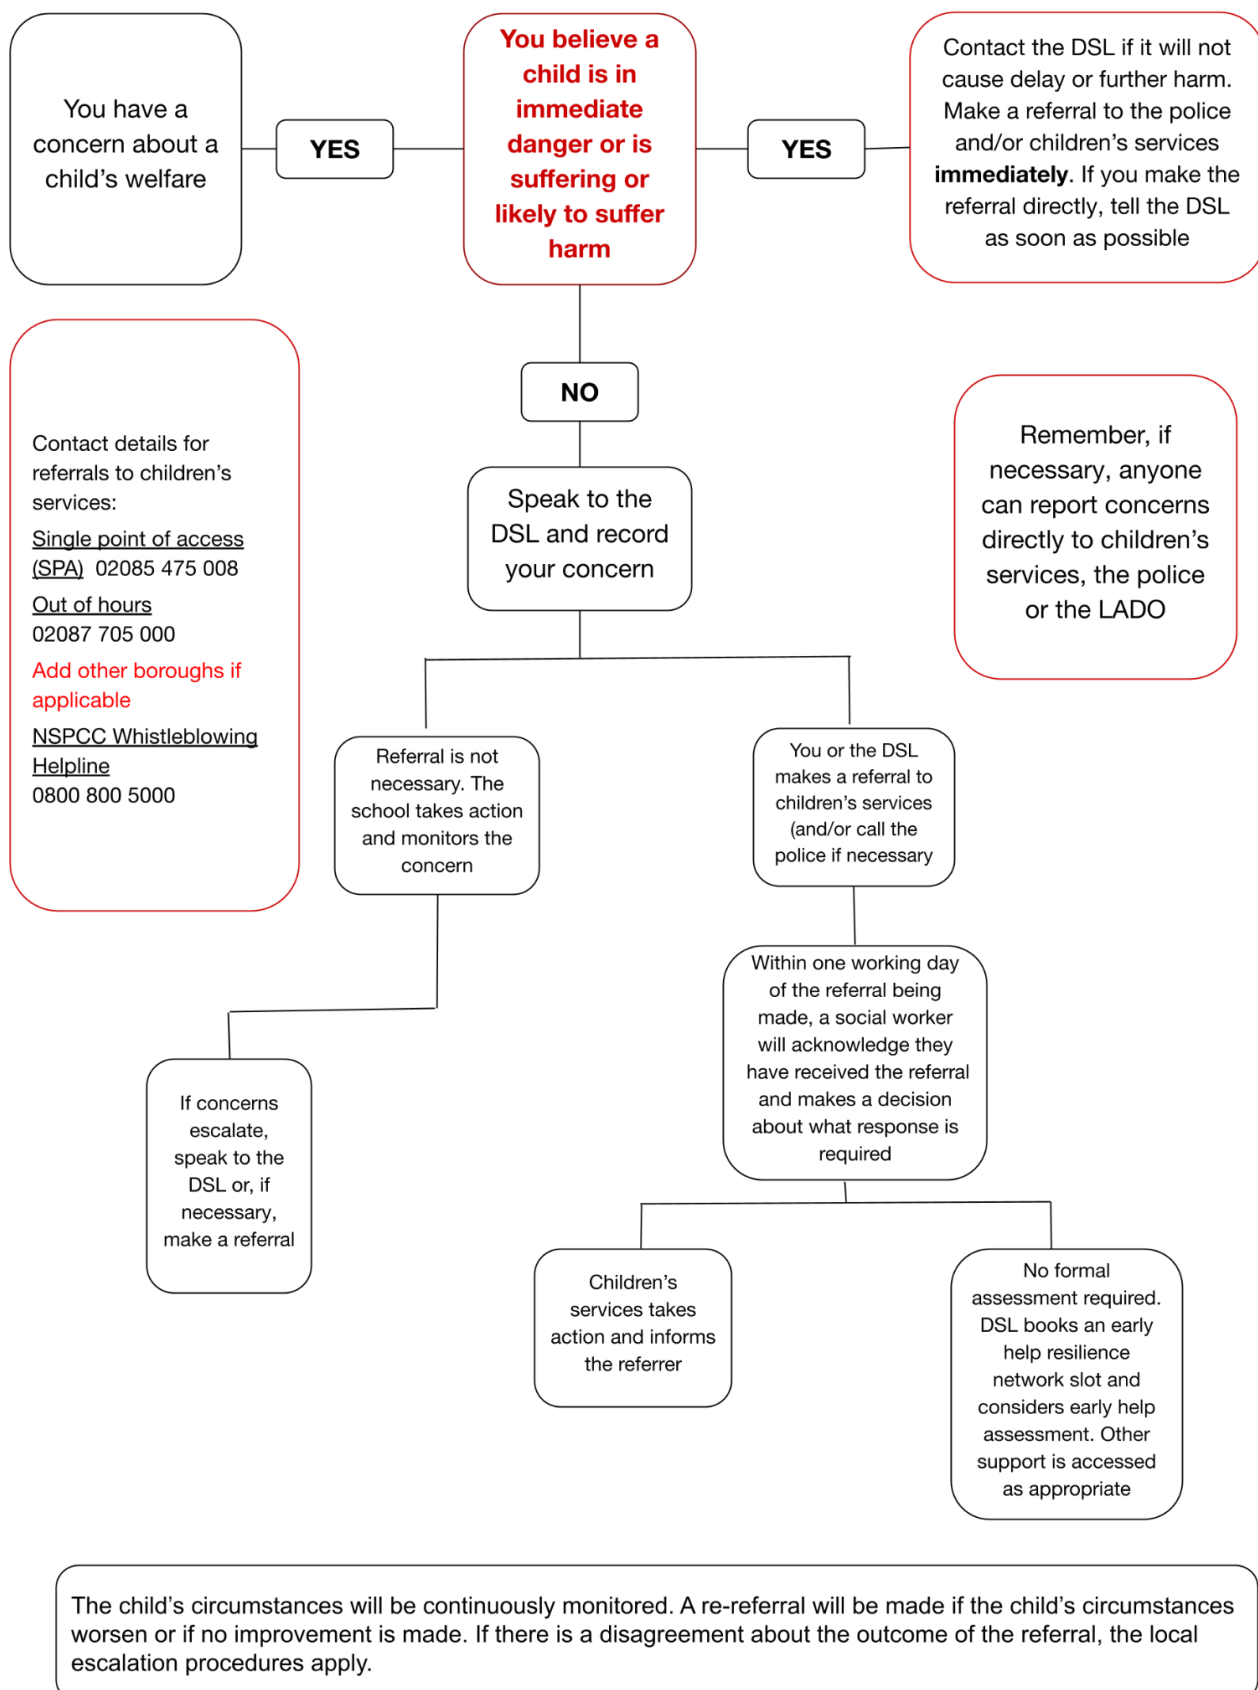 You have a
concern about a
child's welfare
YES
You believe a
child is in
immediate
danger or is
suffering or
likely to suffer
harm
YES
Contact the DSL if it will not
cause delay or further harm.
Make a referral to the police
and/or children's services
immediately. If you make the
referral directly, tell the DSL
as soon as possible
NO
Contact details for
referrals to children's
services:
Single point of access
(SPA) 02085 475 008
Out of hours
02087 705 000
Add other boroughs if
applicable
NSPCC Whistleblowing
Helpline
0800 800 5000
Speak to the
DSL and record
your concern
Remember, if
necessary, anyone
can report concerns
directly to children's
services, the police
or the LADO
Referral is not
necessary. The
school takes action
and monitors the
concern
You or the DSL
makes a referral to
children's services
(and/or call the
police if necessary
If concerns
escalate,
speak to the
DSL or, if
necessary,
make a referral
Within one working day
of the referral being
made, a social worker
will acknowledge they
have received the referral
and makes a decision
about what response is
required
Children's
services takes
action and informs
the referrer
No formal
assessment required.
DSL books an early
help resilience
network slot and
considers early help
assessment. Other
support is accessed
as appropriate
The child's circumstances will be continuously monitored. A re-referral will be made if the child's circumstances
worsen or if no improvement is made. If there is a disagreement about the outcome of the referral, the local
escalation procedures apply.